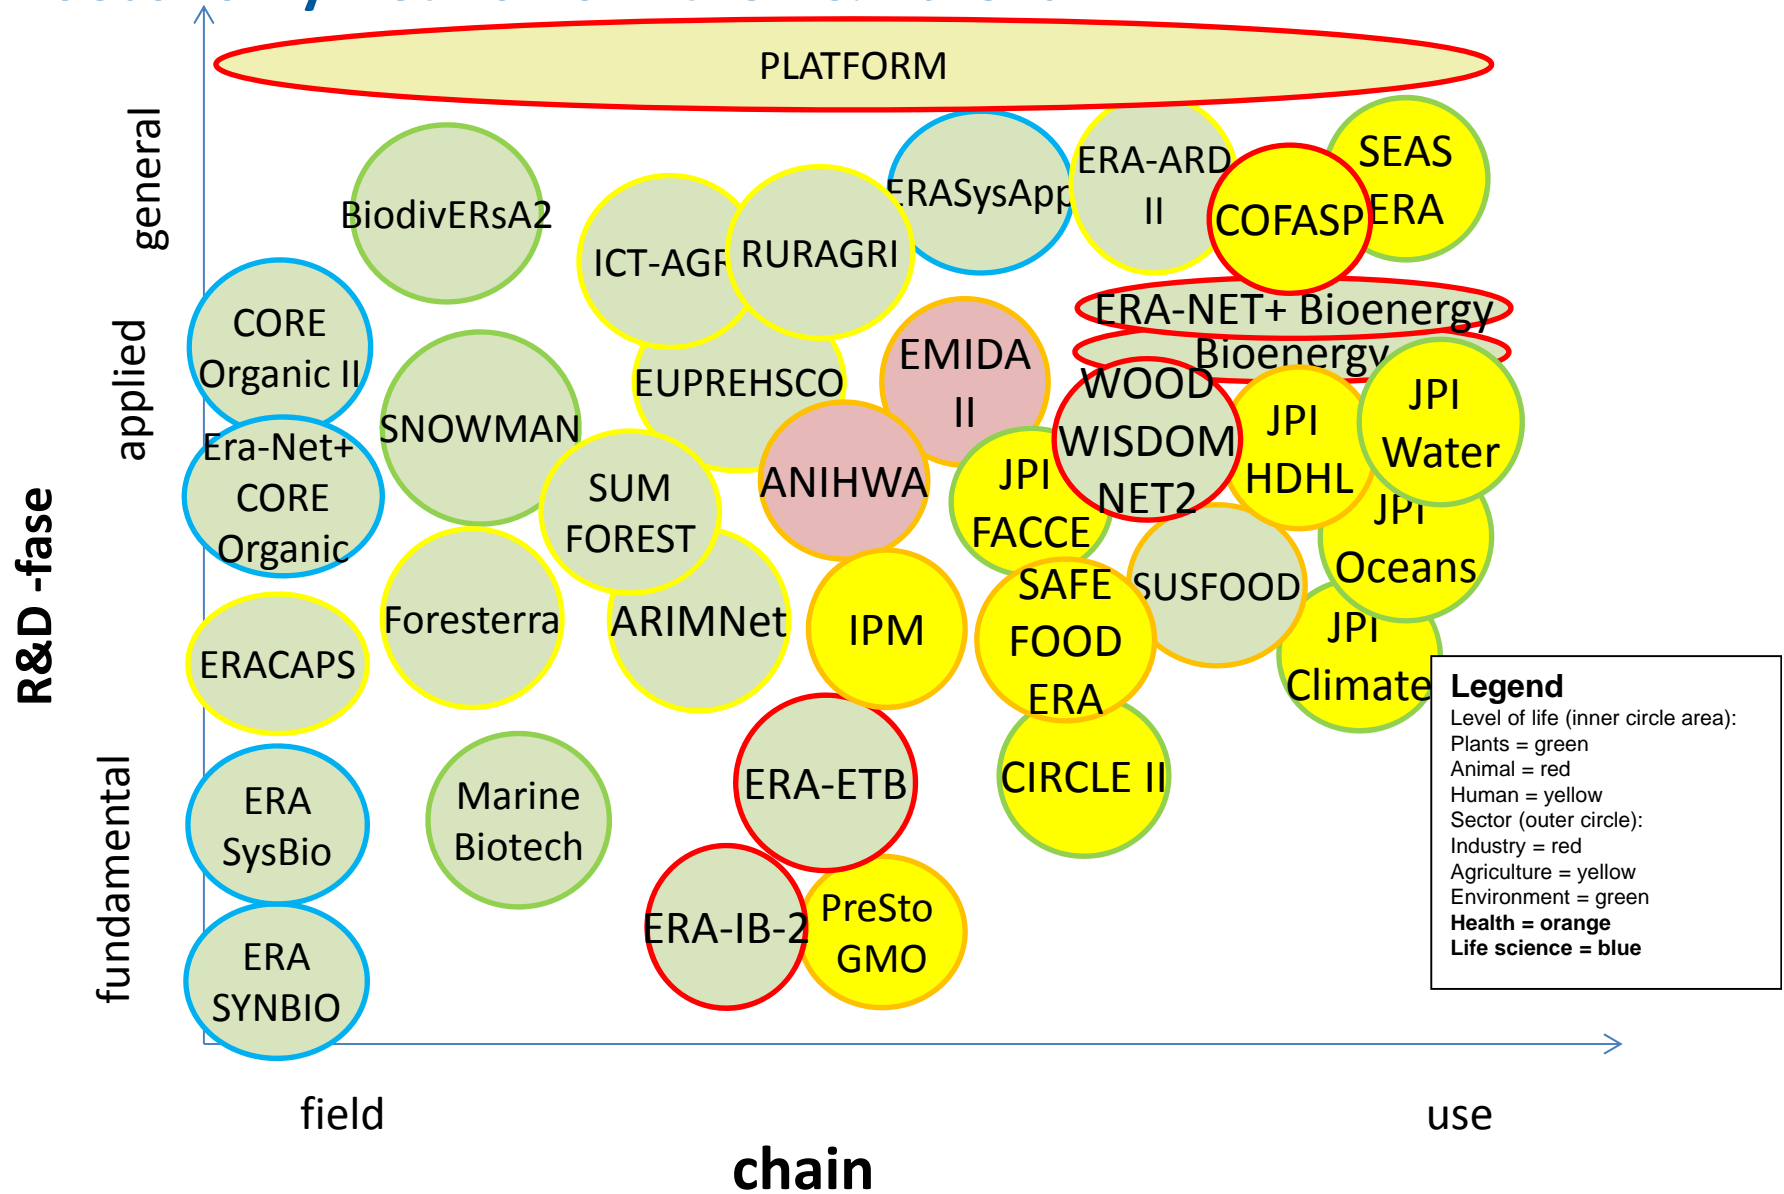 PLATFORM
general
applied
fundamental
R&D -fase
BiodivERsA2
ICT-AGR
RURAGRI
ERASysApp
ERA-ARD
II
COFASP
SEAS
ERA
CORE
Organic II
Era-Net+
CORE
Organic
SNOWMAN
EUPREHSCO
EMIDA
II
ERA-NET+ Bioenergy
Bioenergy
WOOD
WISDOM
NET2
JPI
HDHL
JPI
Water
SUM
FOREST
ANIHWA
JPI
FACCE
JPI
Oceans
ERACAPS
Foresterra
ARIMNet
IPM
SAFE
FOOD
ERA
SUSFOOD
JPI
Climate
ERA
SysBio
Marine
Biotech
ERA-ETB
CIRCLE II
ERA
SYNBIO
ERA-IB-2
PreSto
GMO
Legend
Level of life (inner circle area):
Plants = green
Animal = red
Human = yellow
Sector (outer circle):
Industry = red
Agriculture = yellow
Environment = green
Health = orange
Life science = blue
field
use
chain